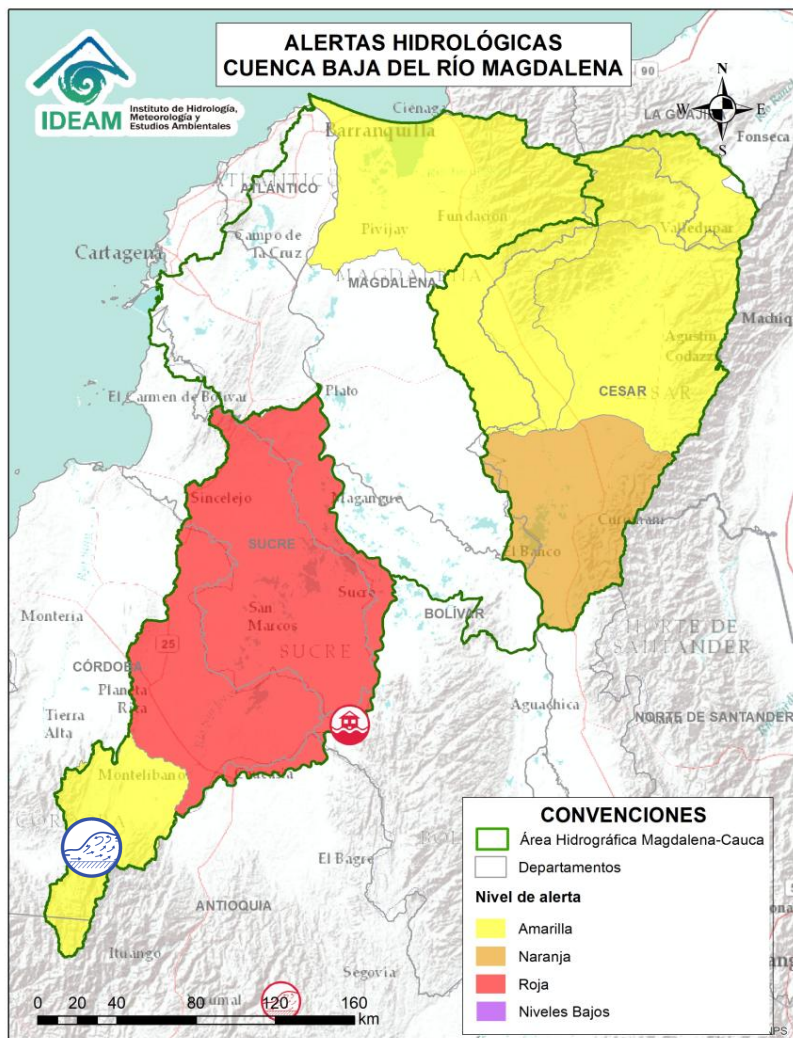 ALERTAS HIDROLÓGICAS
CUENCA BAJA DEL RÍO MAGDALENA
IDEAM
Instituto de Hidrología,
Meteorología y
Estudios Ambientales
N
W
E
S
90
Ciénaga
LA GUAJIRA
Fonseca
Barranquilla
ATLÁNTICO
Fundación
Pivijay
Valledupar
Campo de
la Cruz
Cartagena
MAGDALENA
MAGDALENA
Agustín
Codazzi
CESAR
El Carmen de Bolívar
Plato
Sincelejo
Magangue
SUCRE
El Banco
Sucre
San
Marcos
BOLÍVAR
SUCRE
Montería
25
CÓRDOBA
NORTE DE
SANTANDER
Planeta
Rica
Tierra
Alta
Aguachica
NORTE DE SANTANDER
Montelibano
El Bagre
ANTIOQUIA
Ituango
Segovia
0 20 40 80 120 160
km
CONVENCIONES
Área Hidrográfica Magdalena-Cauca
Departamentos
Nivel de alerta
Amarilla
Naranja
Roja
Niveles Bajos